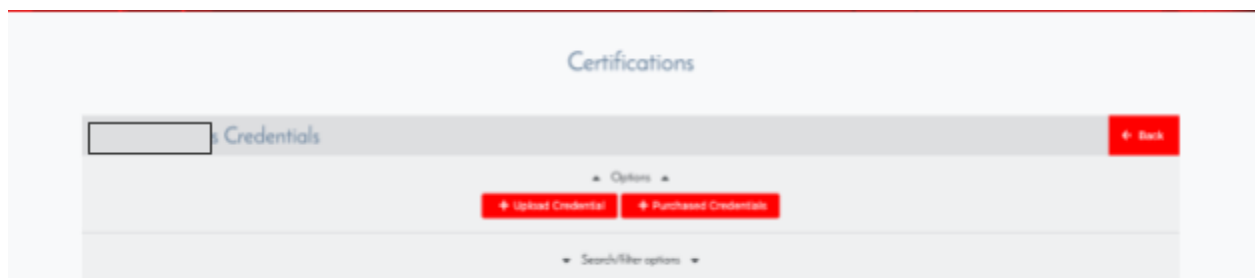 Certifications
s Credentials
← Back
▲ Options ▲
+ Upload Credential + Purchased Credentials
▼ Search/filter options ▼